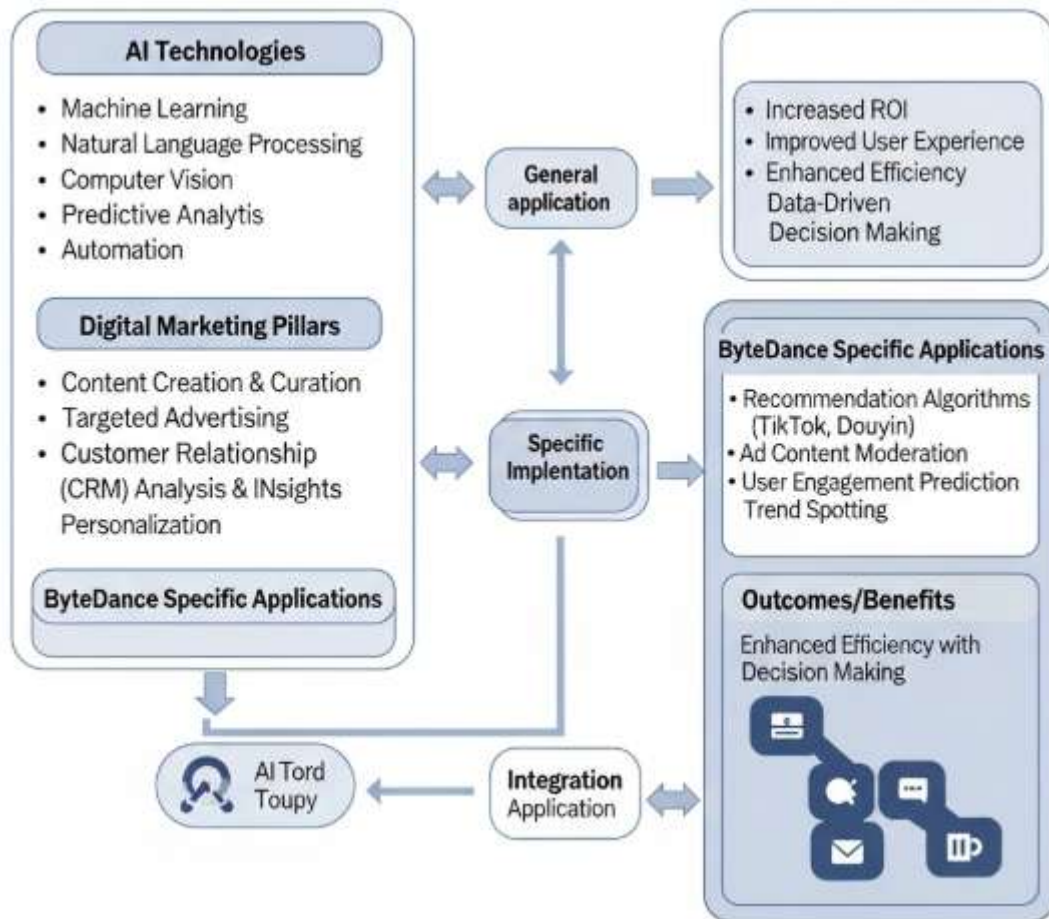 AI Technologies
• Machine Learning
• Natural Language Processing
• Computer Vision
• Predictive Analytis
• Automation
Digital Marketing Pillars
• Content Creation & Curation
• Targeted Advertising
• Customer Relationship
(CRM) Analysis & INsights
Personalization
ByteDance Specific Applications
General
application
Specific
Implentation
• Increased ROI
• Improved User Experience
• Enhanced Efficiency
Data-Driven
Decision Making
ByteDance Specific Applications
• Recommendation Algorithms
(TikTok, Douyin)
• Ad Content Moderation
• User Engagement Prediction
Trend Spotting
Outcomes/Benefits
Enhanced Efficiency with
Decision Making
AI Tord
Toupy
Integration
Application